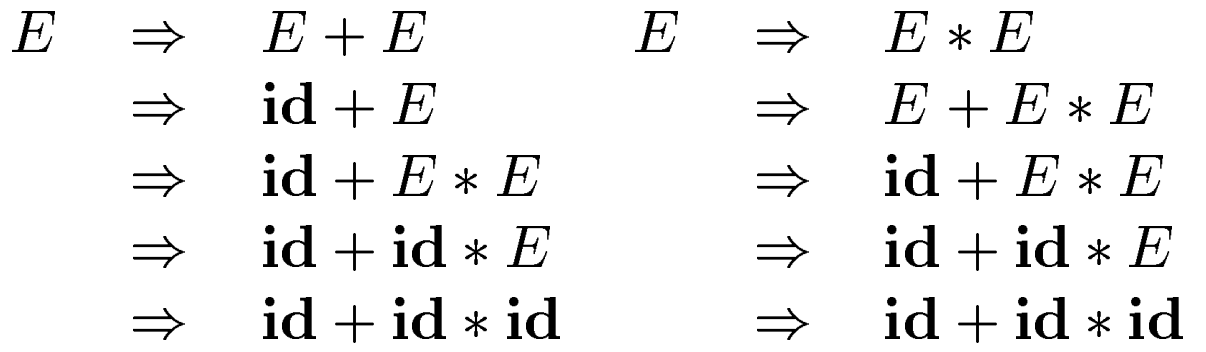 E ⇒ E + E E ⇒ E ∗ E
⇒ id + E ⇒ E + E ∗ E
⇒ id + E ∗ E ⇒ id + E ∗ E
⇒ id + id ∗ E ⇒ id + id ∗ E
⇒ id + id ∗ id ⇒ id + id ∗ id